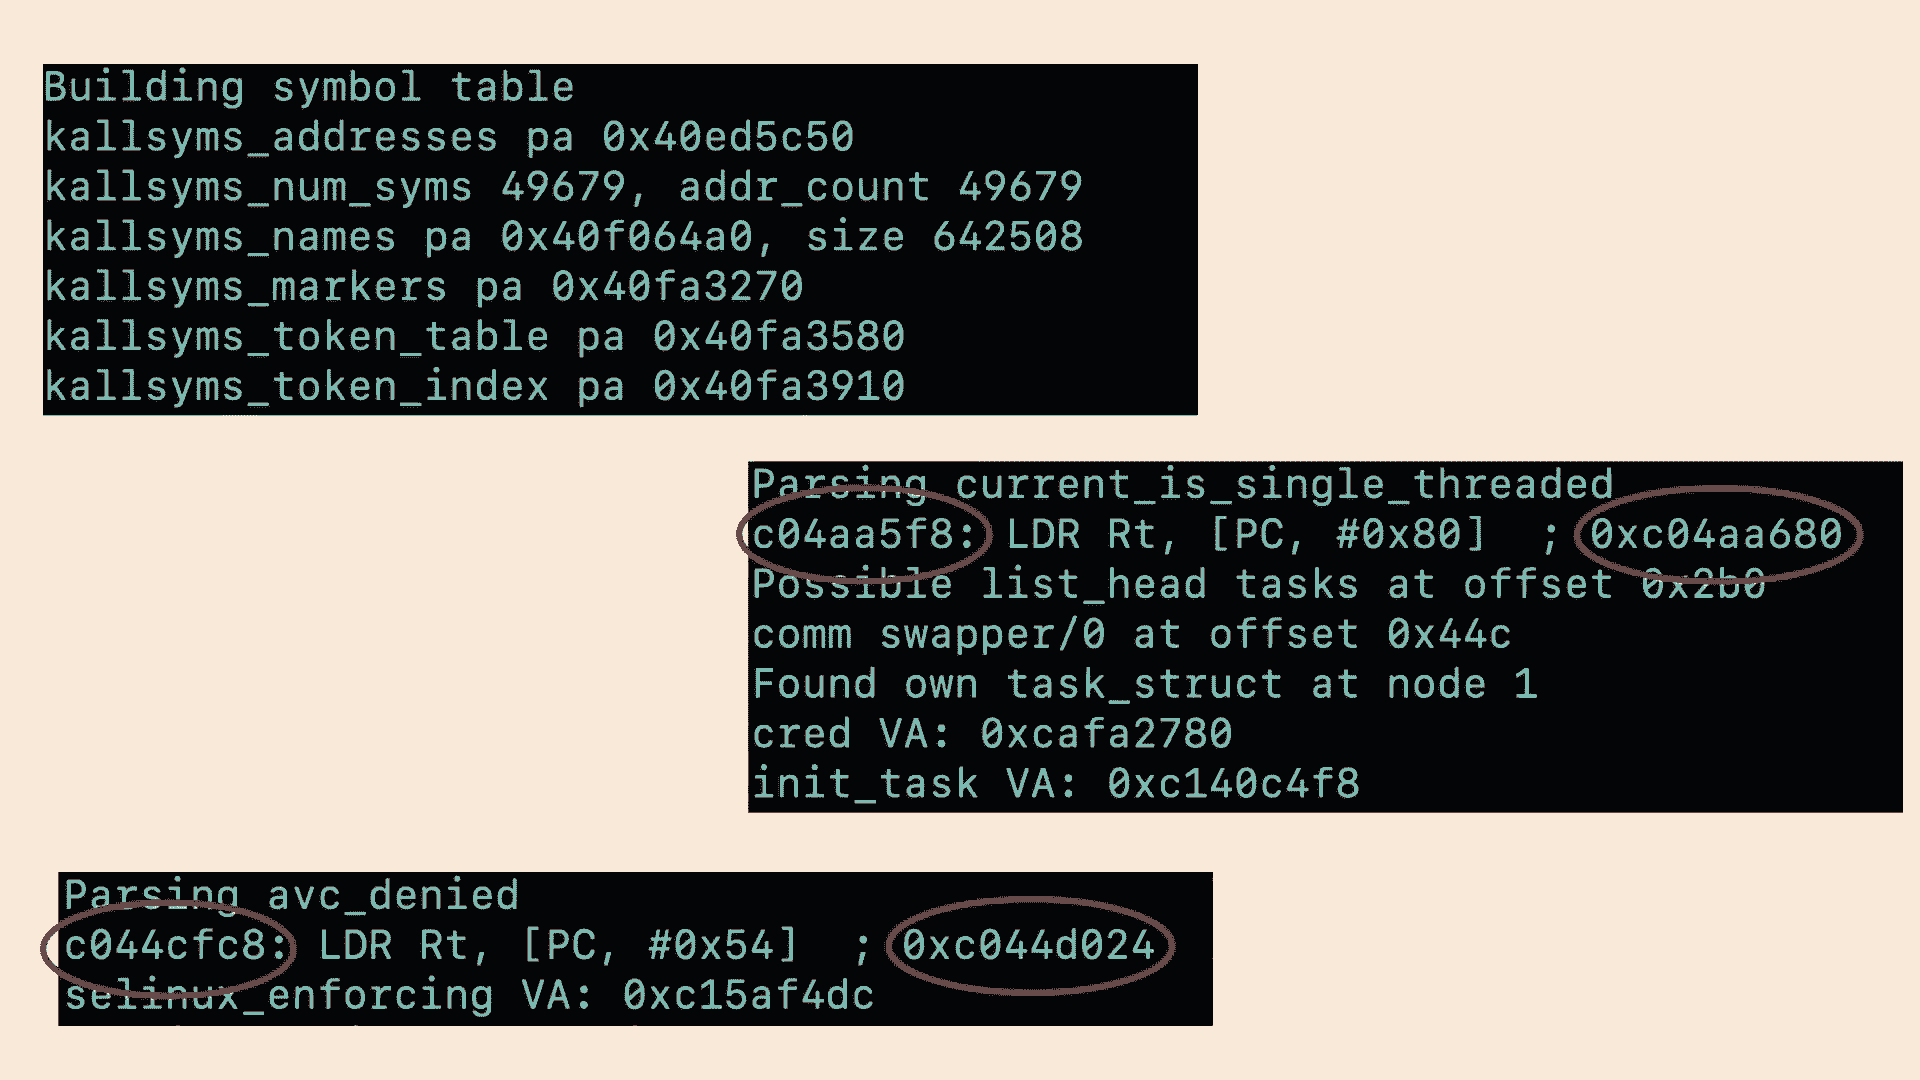 Building symbol table
kallsyms_addresses pa 0x40ed5c50
kallsyms_num_syms 49679, addr_count 49679
kallsyms_names pa 0x40f064a0, size 642508
kallsyms_markers pa 0x40fa3270
kallsyms_token_table pa 0x40fa3580
kallsyms_token_index pa 0x40fa3910
Parsing current_is_single_threaded
c04aa5f8: LDR Rt, [PC, #0x80]  ; 0xc04aa680
Possible list_head tasks at offset 0x2b0
comm swapper/0 at offset 0x44c
Found own task_struct at node 1
cred VA: 0xcafa2780
init_task VA: 0xc140c4f8
Parsing avc_denied
c044cfc8: LDR Rt, [PC, #0x54]  ; 0xc044d024
selinux_enforcing VA: 0xc15af4dc